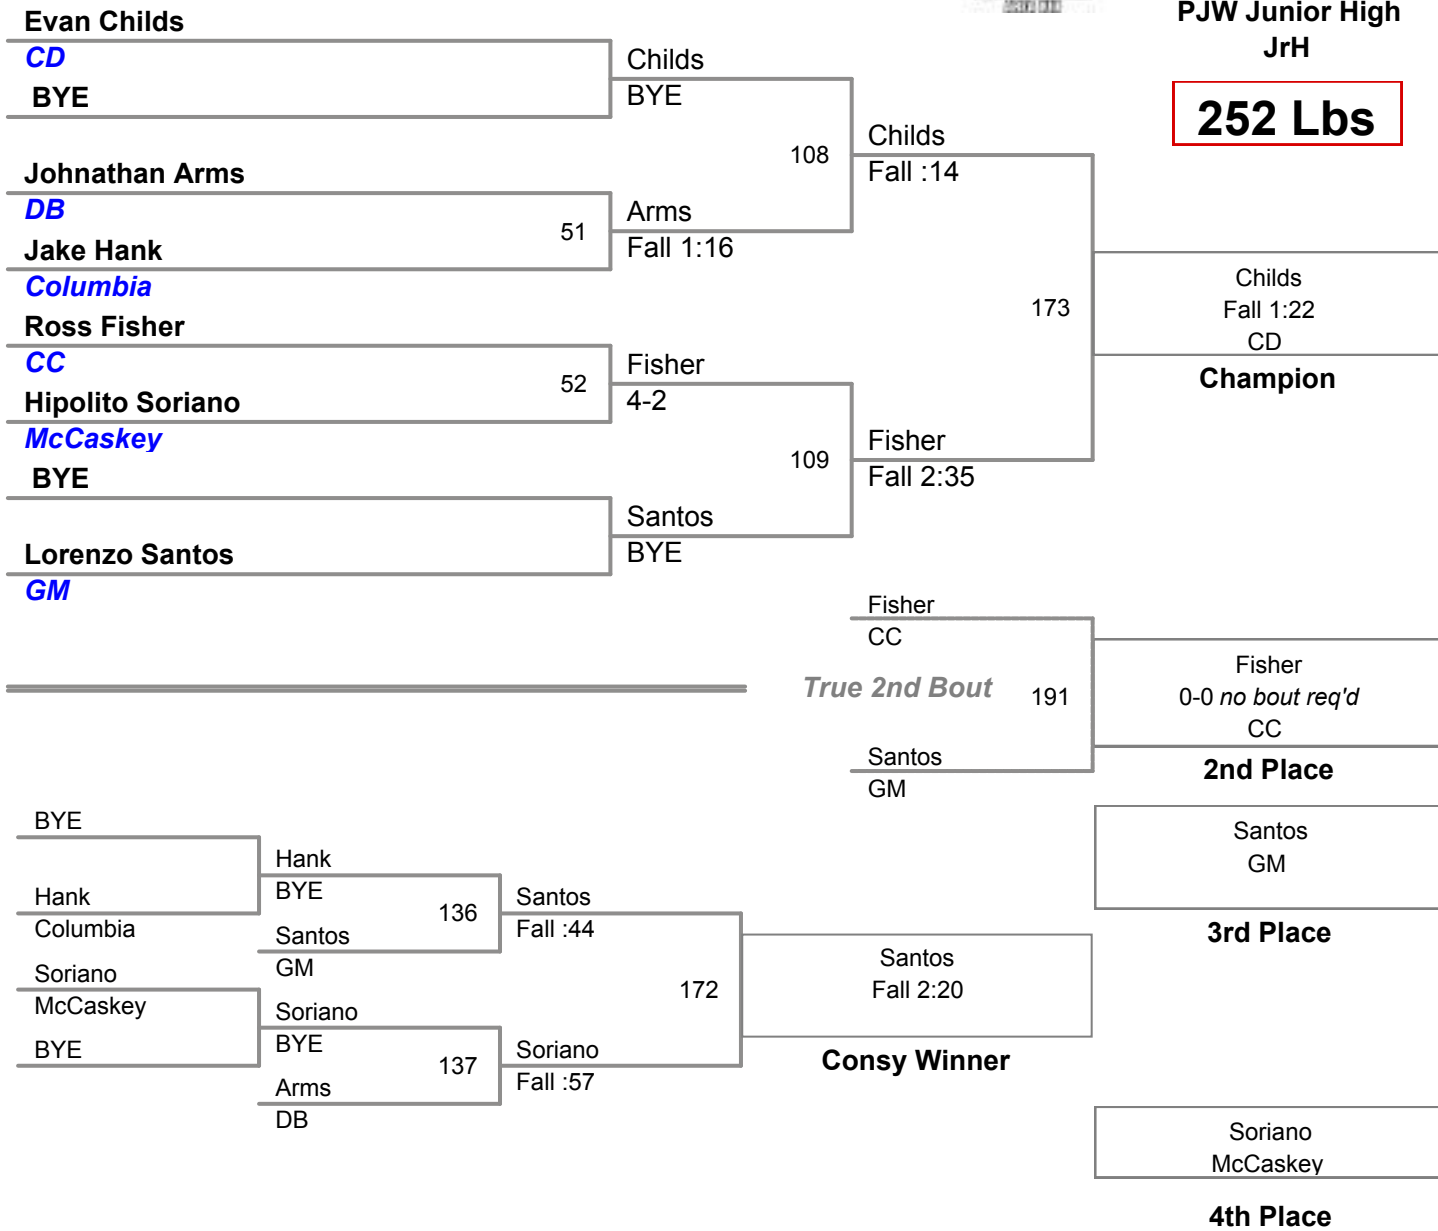 PJW Junior High
JrH
252 Lbs
Evan Childs
CD
BYE
Johnathan Arms
DB
Jake Hank
Columbia
Ross Fisher
CC
Hipolito Soriano
McCaskey
BYE
Lorenzo Santos
GM
Childs
BYE
51
Arms
Fall 1:16
52
Fisher
4-2
Santos
BYE
108
Childs
Fall :14
109
Fisher
Fall 2:35
173
Childs
Fall 1:22
CD
Champion
Fisher
CC
True 2nd Bout
191
Santos
GM
Fisher
0-0 no bout req'd
CC
2nd Place
Santos
GM
3rd Place
BYE
Hank
Columbia
Soriano
McCaskey
BYE
Hank
BYE
136
Santos
GM
Soriano
BYE
137
Arms
DB
Santos
Fall :44
172
Soriano
Fall :57
Santos
Fall 2:20
Consy Winner
Soriano
McCaskey
4th Place